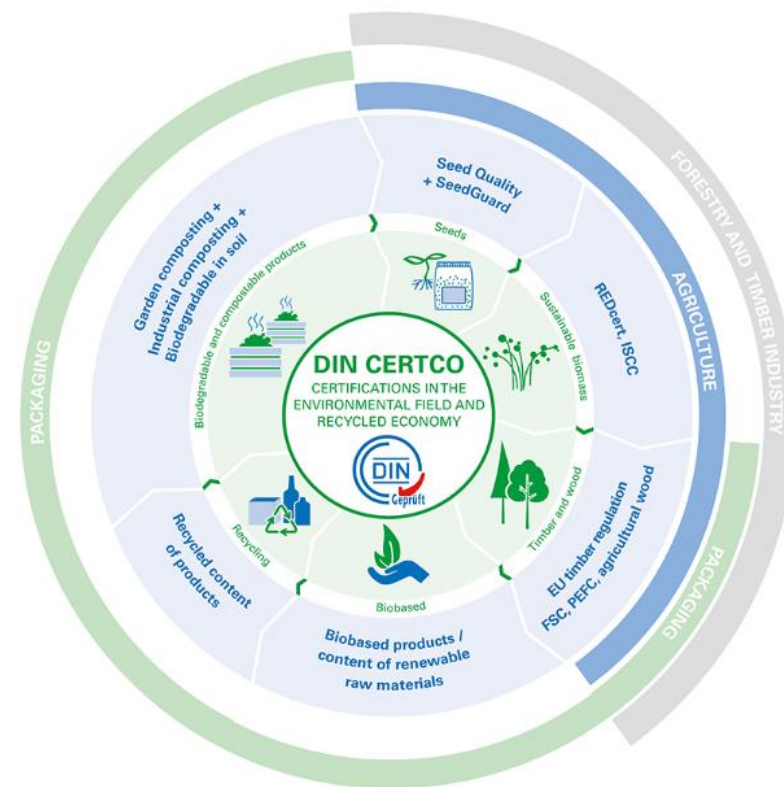 DIN CERTCO
CERTIFICATIONS IN THE
ENVIRONMENTAL FIELD AND
RECYCLED ECONOMY
DIN
Geprüft
Seeds
Sustainable biomass
Timber and wood
Biobased
Recycling
Biodegradable and compostable products
Seed Quality
+ SeedGuard
REDcert, ISCC
EU timber regulation
FSC, PEFC, agricultural wood
Biobased products /
content of renewable
raw materials
Recycled content
of products
Garden composting +
Industrial composting +
Biodegradable in soil
AGRICULTURE
FORESTRY AND TIMBER INDUSTRY
PACKAGING
PACKAGING